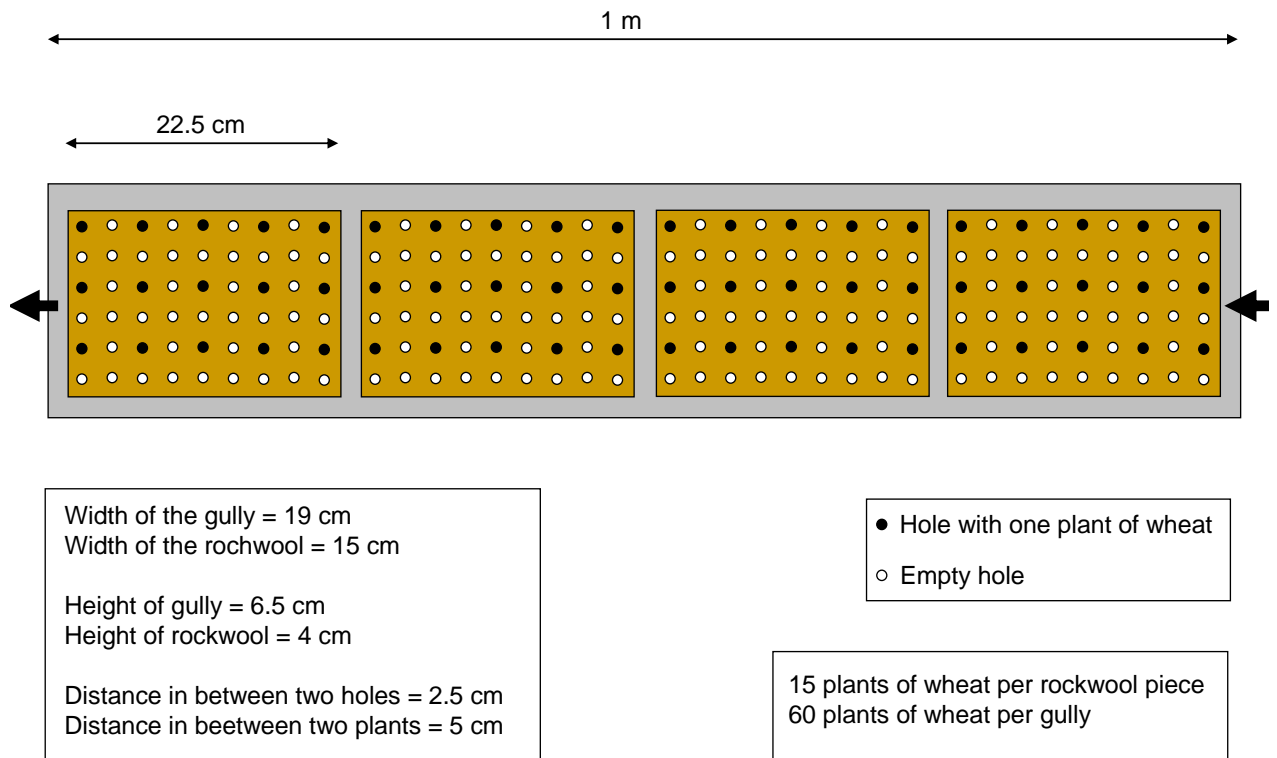 1 m
22.5 cm
Width of the gully = 19 cm
Width of the rochwool = 15 cm
Height of gully = 6.5 cm
Height of rockwool = 4 cm
Distance in between two holes = 2.5 cm
Distance in beetween two plants = 5 cm
Hole with one plant of wheat
Empty hole
15 plants of wheat per rockwool piece
60 plants of wheat per gully